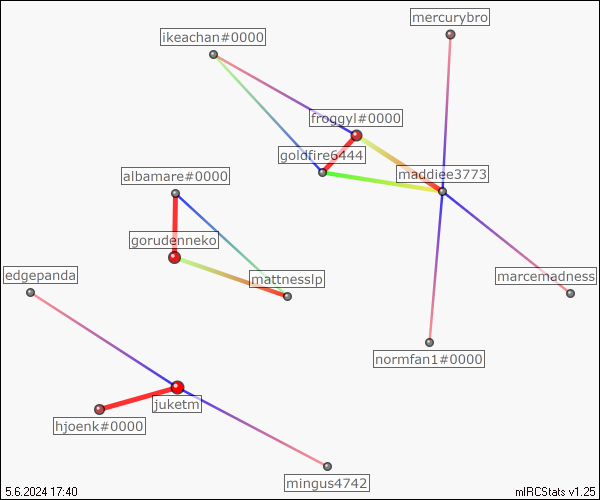 mercurybro
ikeachan#0000
froggyl#0000
goldfire6444
maddiee3773
albamare#0000
gorudenneko
edgepanda
mattnesslp
marcemadness
normfan1#0000
juketm
hjoenk#0000
mingus4742
5.6.2024 17:40
mIRCStats v1.25